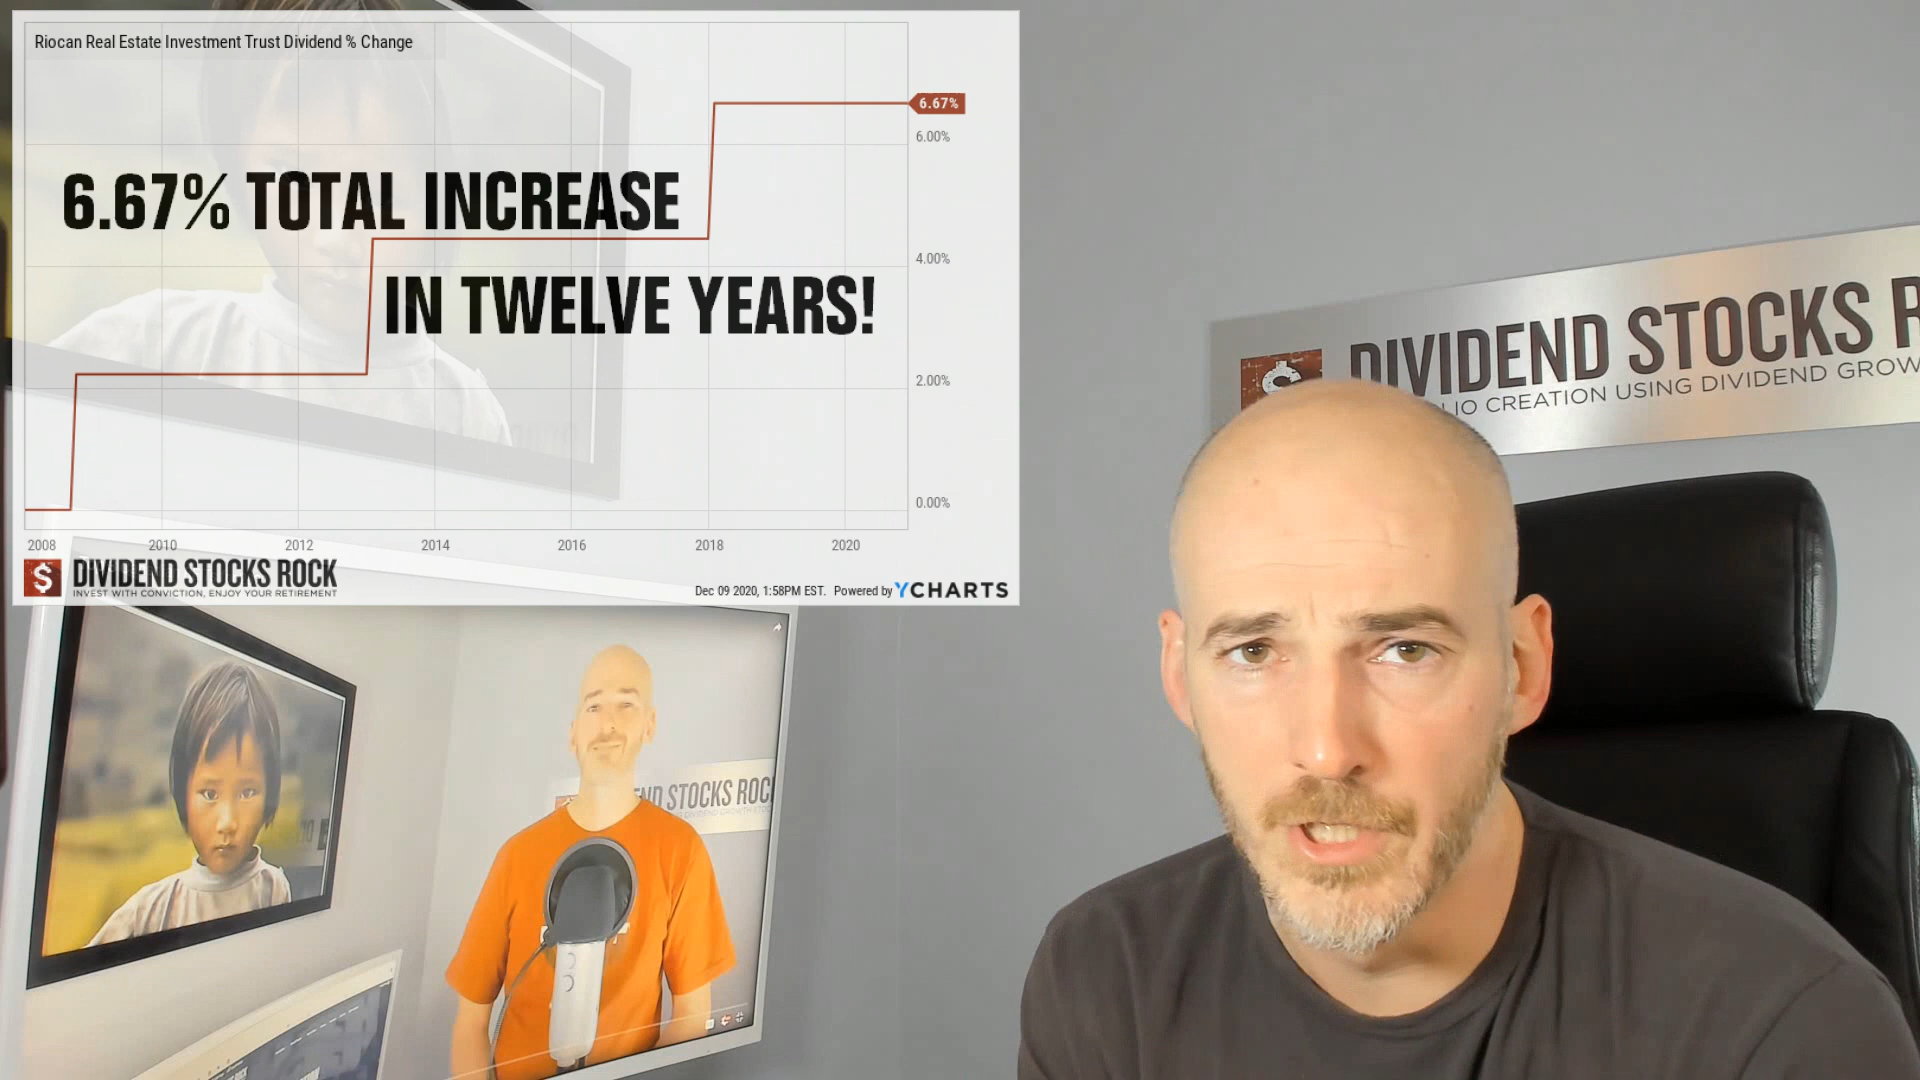 Riocan Real Estate Investment Trust Dividend % Change
6.67%
6.00%
6.67% TOTAL INCREASE
4.00%
IN TWELVE YEARS!
2.00%
0.00%
2008 2010 2012 2014 2016 2018 2020
DIVIDEND STOCKS ROCK
INVEST WITH CONVICTION, ENJOY YOUR RETIREMENT
Dec 09 2020, 1:58PM EST. Powered by YCHARTS
DIVIDEND STOCKS R
IO CREATION USING DIVIDEND GROW
ND STOCKS ROC